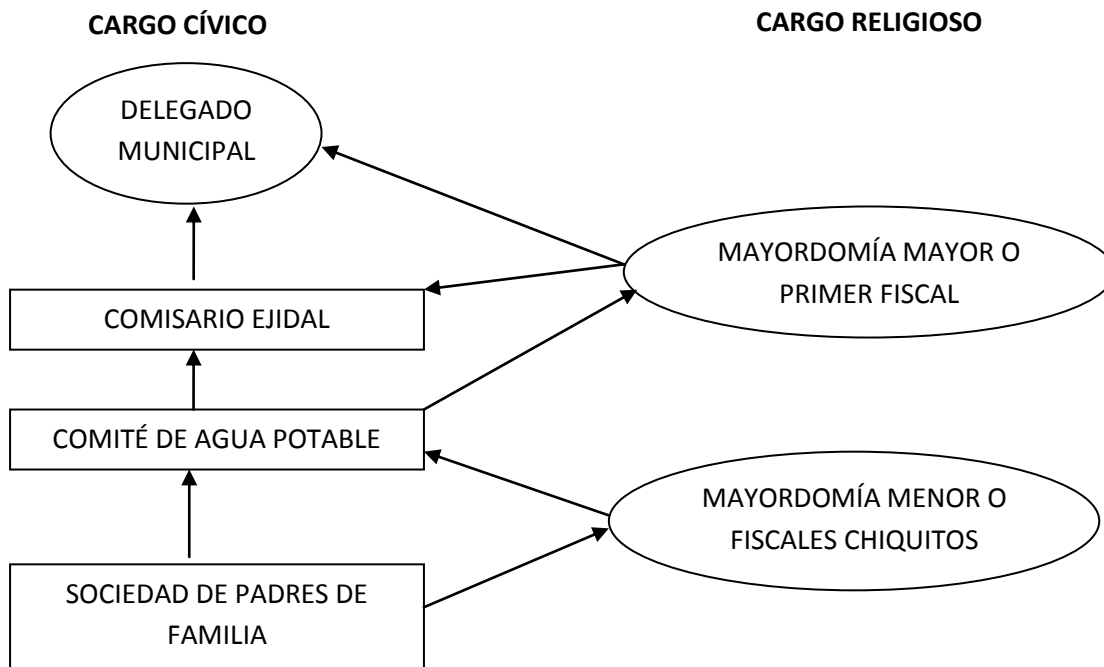 CARGO CÍVICO
CARGO RELIGIOSO
DELEGADO
MUNICIPAL
MAYORDOMÍA MAYOR O
PRIMER FISCAL
COMISARIO EJIDAL
COMITÉ DE AGUA POTABLE
MAYORDOMÍA MENOR O
FISCALES CHIQUITOS
SOCIEDAD DE PADRES DE
FAMILIA